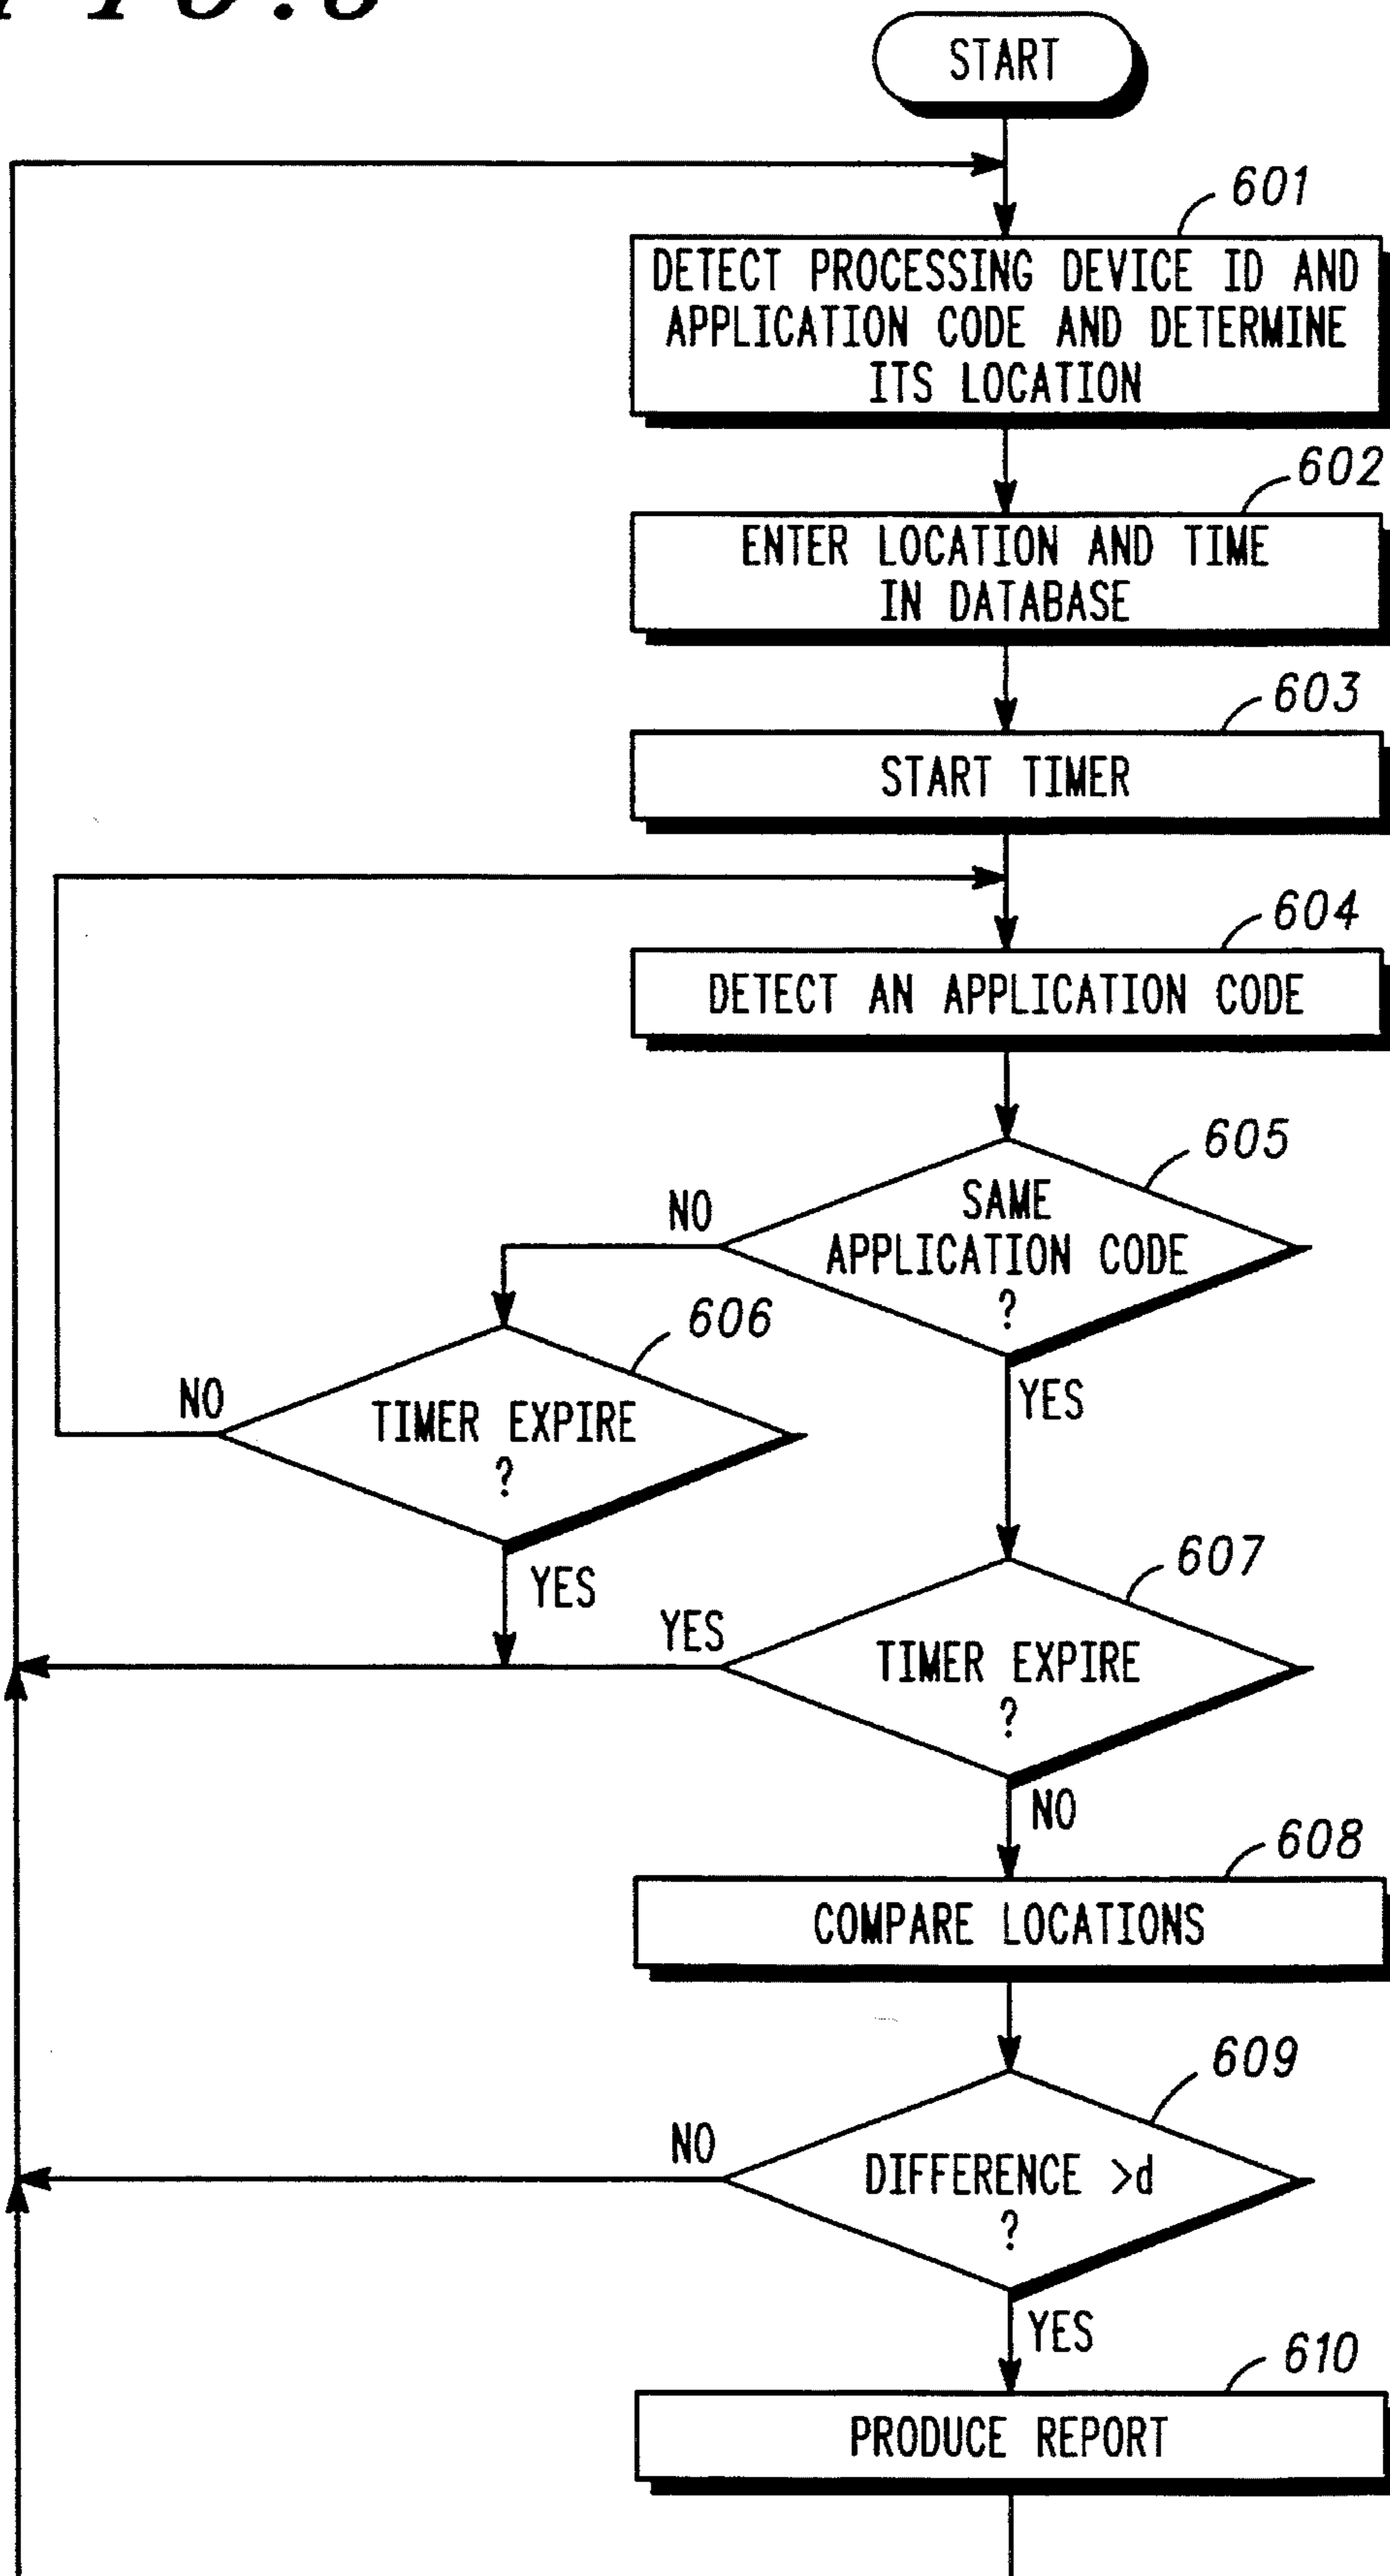 START
601
DETECT PROCESSING DEVICE ID AND
APPLICATION CODE AND DETERMINE
ITS LOCATION
602
ENTER LOCATION AND TIME
IN DATABASE
603
START TIMER
604
DETECT AN APPLICATION CODE
605
SAME
APPLICATION CODE
?
NO
YES
606
TIMER EXPIRE
?
NO
YES
607
TIMER EXPIRE
?
YES
NO
608
COMPARE LOCATIONS
609
DIFFERENCE >d
?
NO
YES
610
PRODUCE REPORT